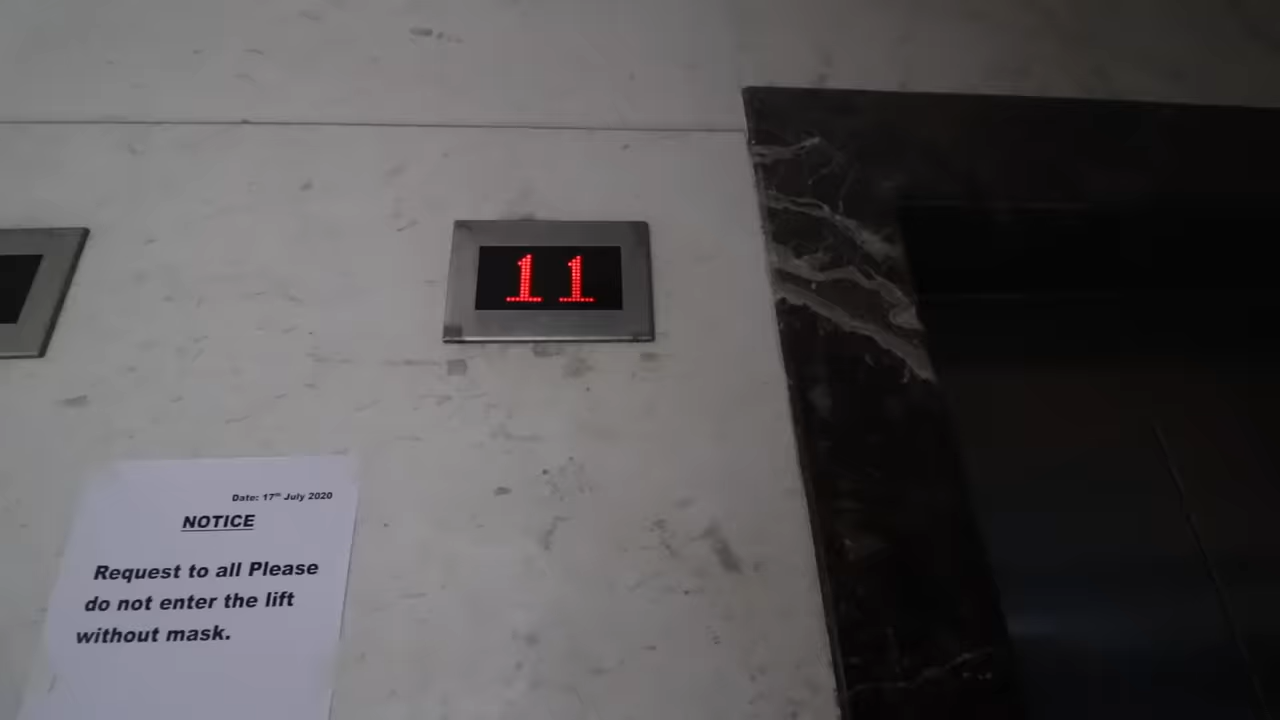 11
Date: 17th July 2020
NOTICE
Request to all Please
do not enter the lift
without mask.